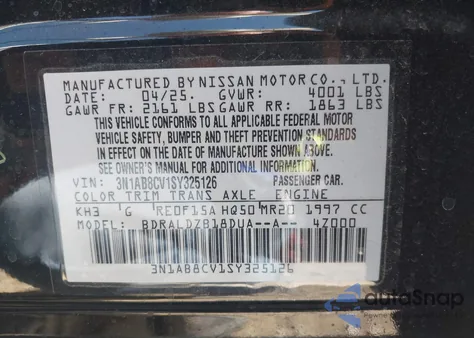 MANUFACTURED BY NISSAN MOTOR CO., LTD.
DATE: 04/25. GVWR: 4001 LBS
GAWR FR: 2161 LBS GAWR RR: 1863 LBS
THIS VEHICLE CONFORMS TO ALL APPLICABLE FEDERAL MOTOR
VEHICLE SAFETY, BUMPER AND THEFT PREVENTION STANDARDS
IN EFFECT ON THE DATE OF MANUFACTURE SHOWN ABOVE.
SEE OWNER'S MANUAL FOR ADDITIONAL INFORMATION.
VIN: 3N1AB8CV1SY325126 PASSENGER CAR.
COLOR TRIM TRANS AXLE ENGINE
KH3 G RE0F15A HQ50 MR20 1997 CC
MODEL: BDRALDZB18DUA--A-- 47000
3N1AB8CV1SY325126
autoSnap